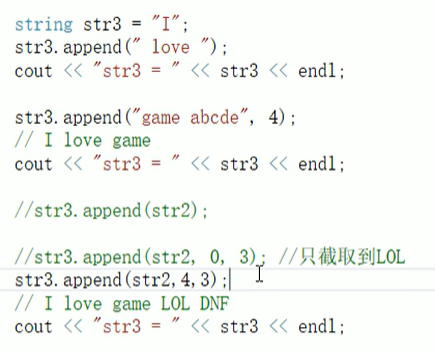 string str3 = "I";
str3.append(" love ");
cout << "str3 = " << str3 << endl;
str3.append("game abcde", 4);
// I love game
cout << "str3 = " << str3 << endl;
//str3.append(str2);
//str3.append(str2, 0, 3); //只截取到LOL
str3.append(str2,4,3);
// I love game LOL DNF
cout << "str3 = " << str3 << endl;